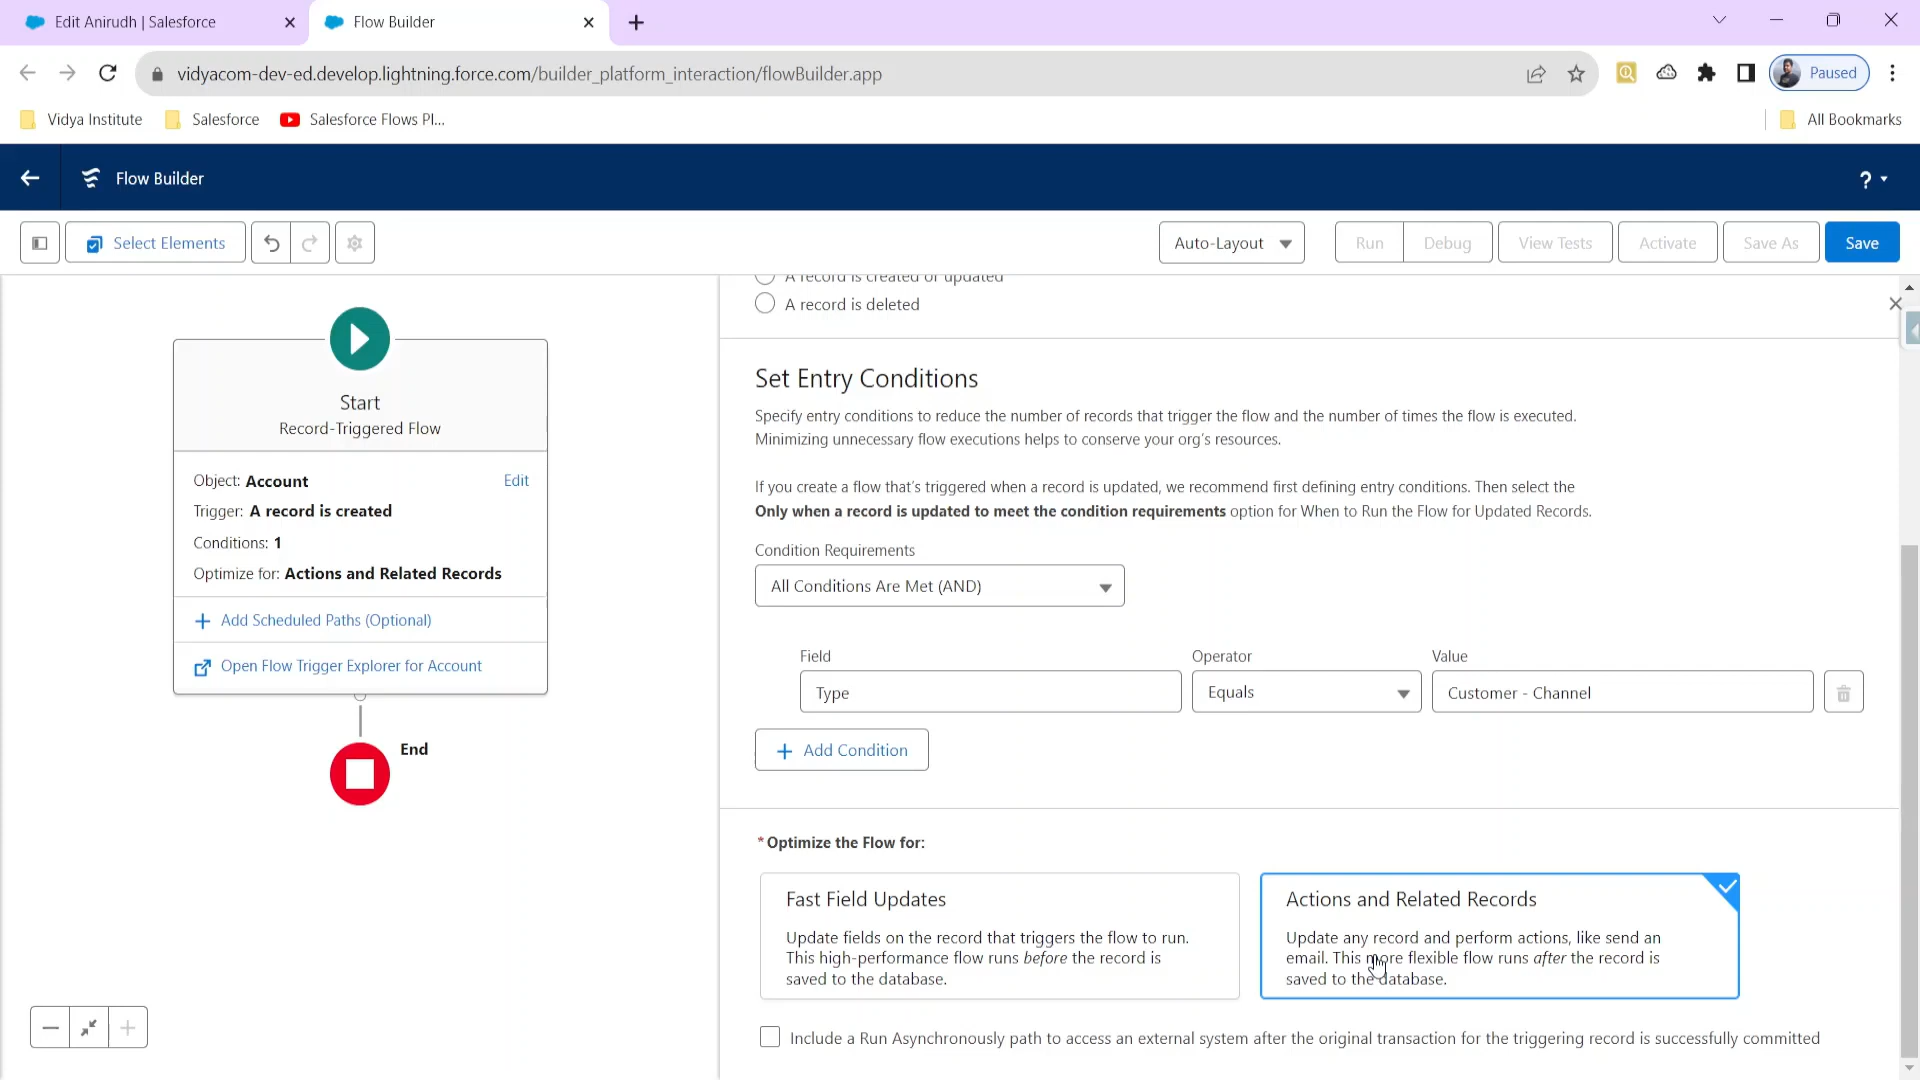 Edit Anirudh | Salesforce
Flow Builder
vidyacom-dev-ed.develop.lightning.force.com/builder_platform_interaction/flowBuilder.app
Paused
Vidya Institute
Salesforce
Salesforce Flows Pl...
All Bookmarks
Flow Builder
?
Select Elements
Auto-Layout
Run
Debug
View Tests
Activate
Save As
Save
Start
Record-Triggered Flow
Object: Account
Edit
Trigger: A record is created
Conditions: 1
Optimize for: Actions and Related Records
Add Scheduled Paths (Optional)
Open Flow Trigger Explorer for Account
End
A record is created or updated
A record is deleted
Set Entry Conditions
Specify entry conditions to reduce the number of records that trigger the flow and the number of times the flow is executed.
Minimizing unnecessary flow executions helps to conserve your org's resources.
If you create a flow that's triggered when a record is updated, we recommend first defining entry conditions. Then select the
Only when a record is updated to meet the condition requirements option for When to Run the Flow for Updated Records.
Condition Requirements
All Conditions Are Met (AND)
Field
Operator
Value
Type
Equals
Customer - Channel
Add Condition
* Optimize the Flow for:
Fast Field Updates
Update fields on the record that triggers the flow to run.
This high-performance flow runs before the record is
saved to the database.
Actions and Related Records
Update any record and perform actions, like send an
email. This more flexible flow runs after the record is
saved to the database.
Include a Run Asynchronously path to access an external system after the original transaction for the triggering record is successfully committed